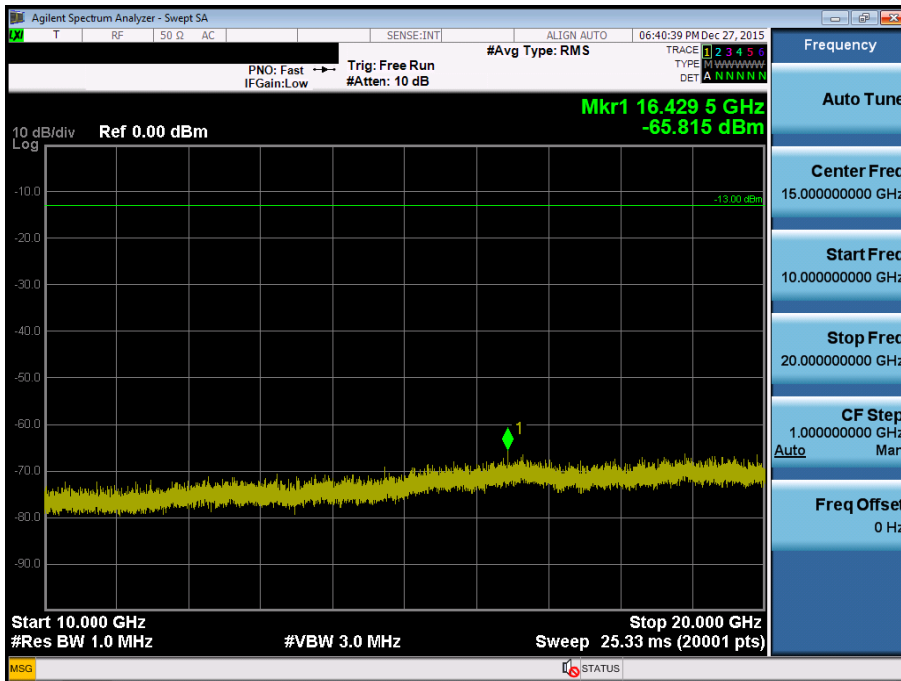 Agilent Spectrum Analyzer - Swept SA
LXI T RF 50 Ω AC SENSE:INT ALIGN AUTO 06:40:39 PM Dec 27, 2015
#Avg Type: RMS TRACE 1 2 3 4 5 6
PNO: Fast Trig: Free Run TYPE M WWWWW
IFGain:Low #Atten: 10 dB DET A N N N N N
Mkr1 16.429 5 GHz
-65.815 dBm
10 dB/div Ref 0.00 dBm
Log
-10.0
-13.00 dBm
-20.0
-30.0
-40.0
-50.0
-60.0
1
-70.0
-80.0
-90.0
Start 10.000 GHz Stop 20.000 GHz
#Res BW 1.0 MHz #VBW 3.0 MHz Sweep 25.33 ms (20001 pts)
MSG STATUS
Frequency
Auto Tune
Center Freq
15.000000000 GHz
Start Freq
10.000000000 GHz
Stop Freq
20.000000000 GHz
CF Step
1.000000000 GHz
Auto Man
Freq Offset
0 Hz